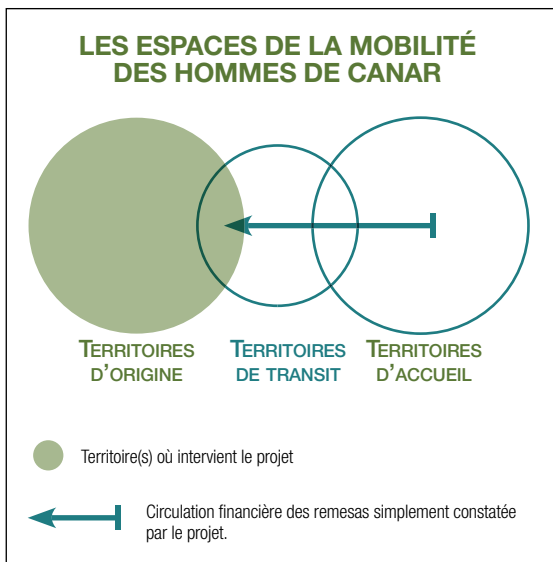 LES ESPACES DE LA MOBILITÉ
DES HOMMES DE CANAR
TERRITOIRES
D'ORIGINE
TERRITOIRES
DE TRANSIT
TERRITOIRES
D'ACCUEIL
Territoire(s) où intervient le projet
Circulation financière des remesas simplement constatée
par le projet.